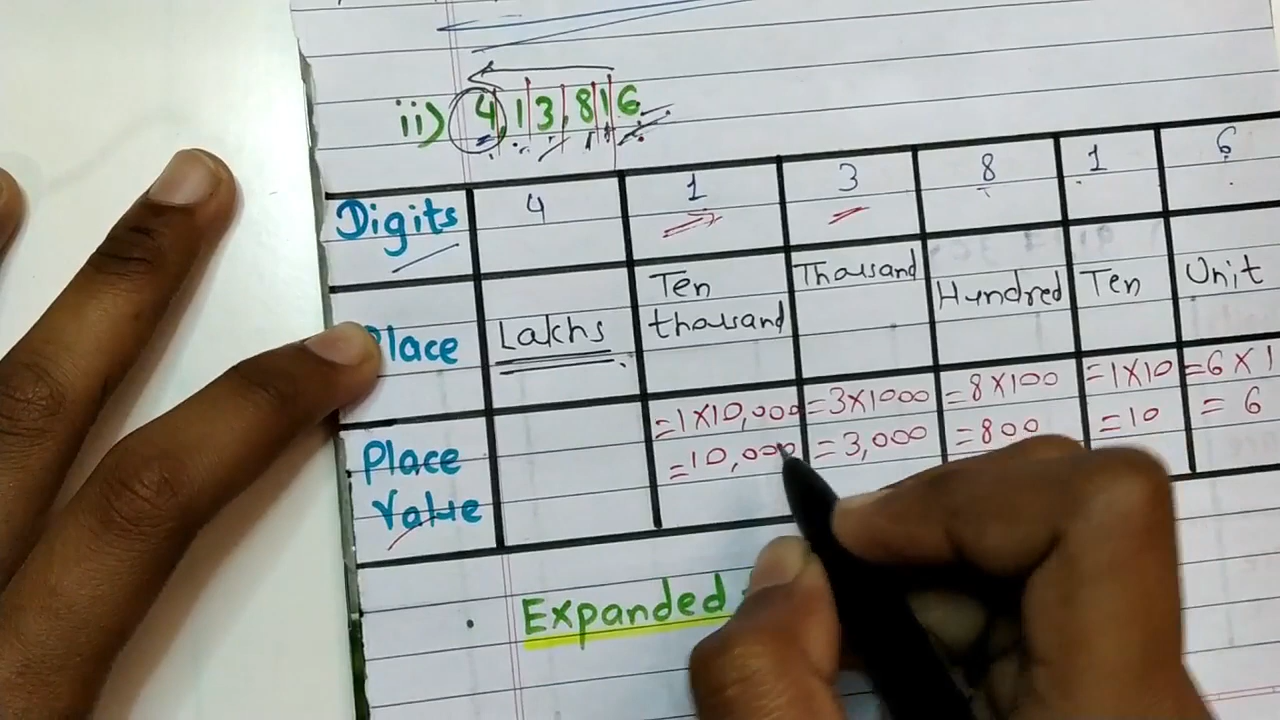 ii) 4,13,816
Digits 4 1 3 8 1 6
Place Lakhs Ten thousand Thousand Hundred Ten Unit
Place Value =1×10,000 =3×1000 =8×100 =1×10 =6×1
=10,000 =3,000 =800 =10 =6
Expanded